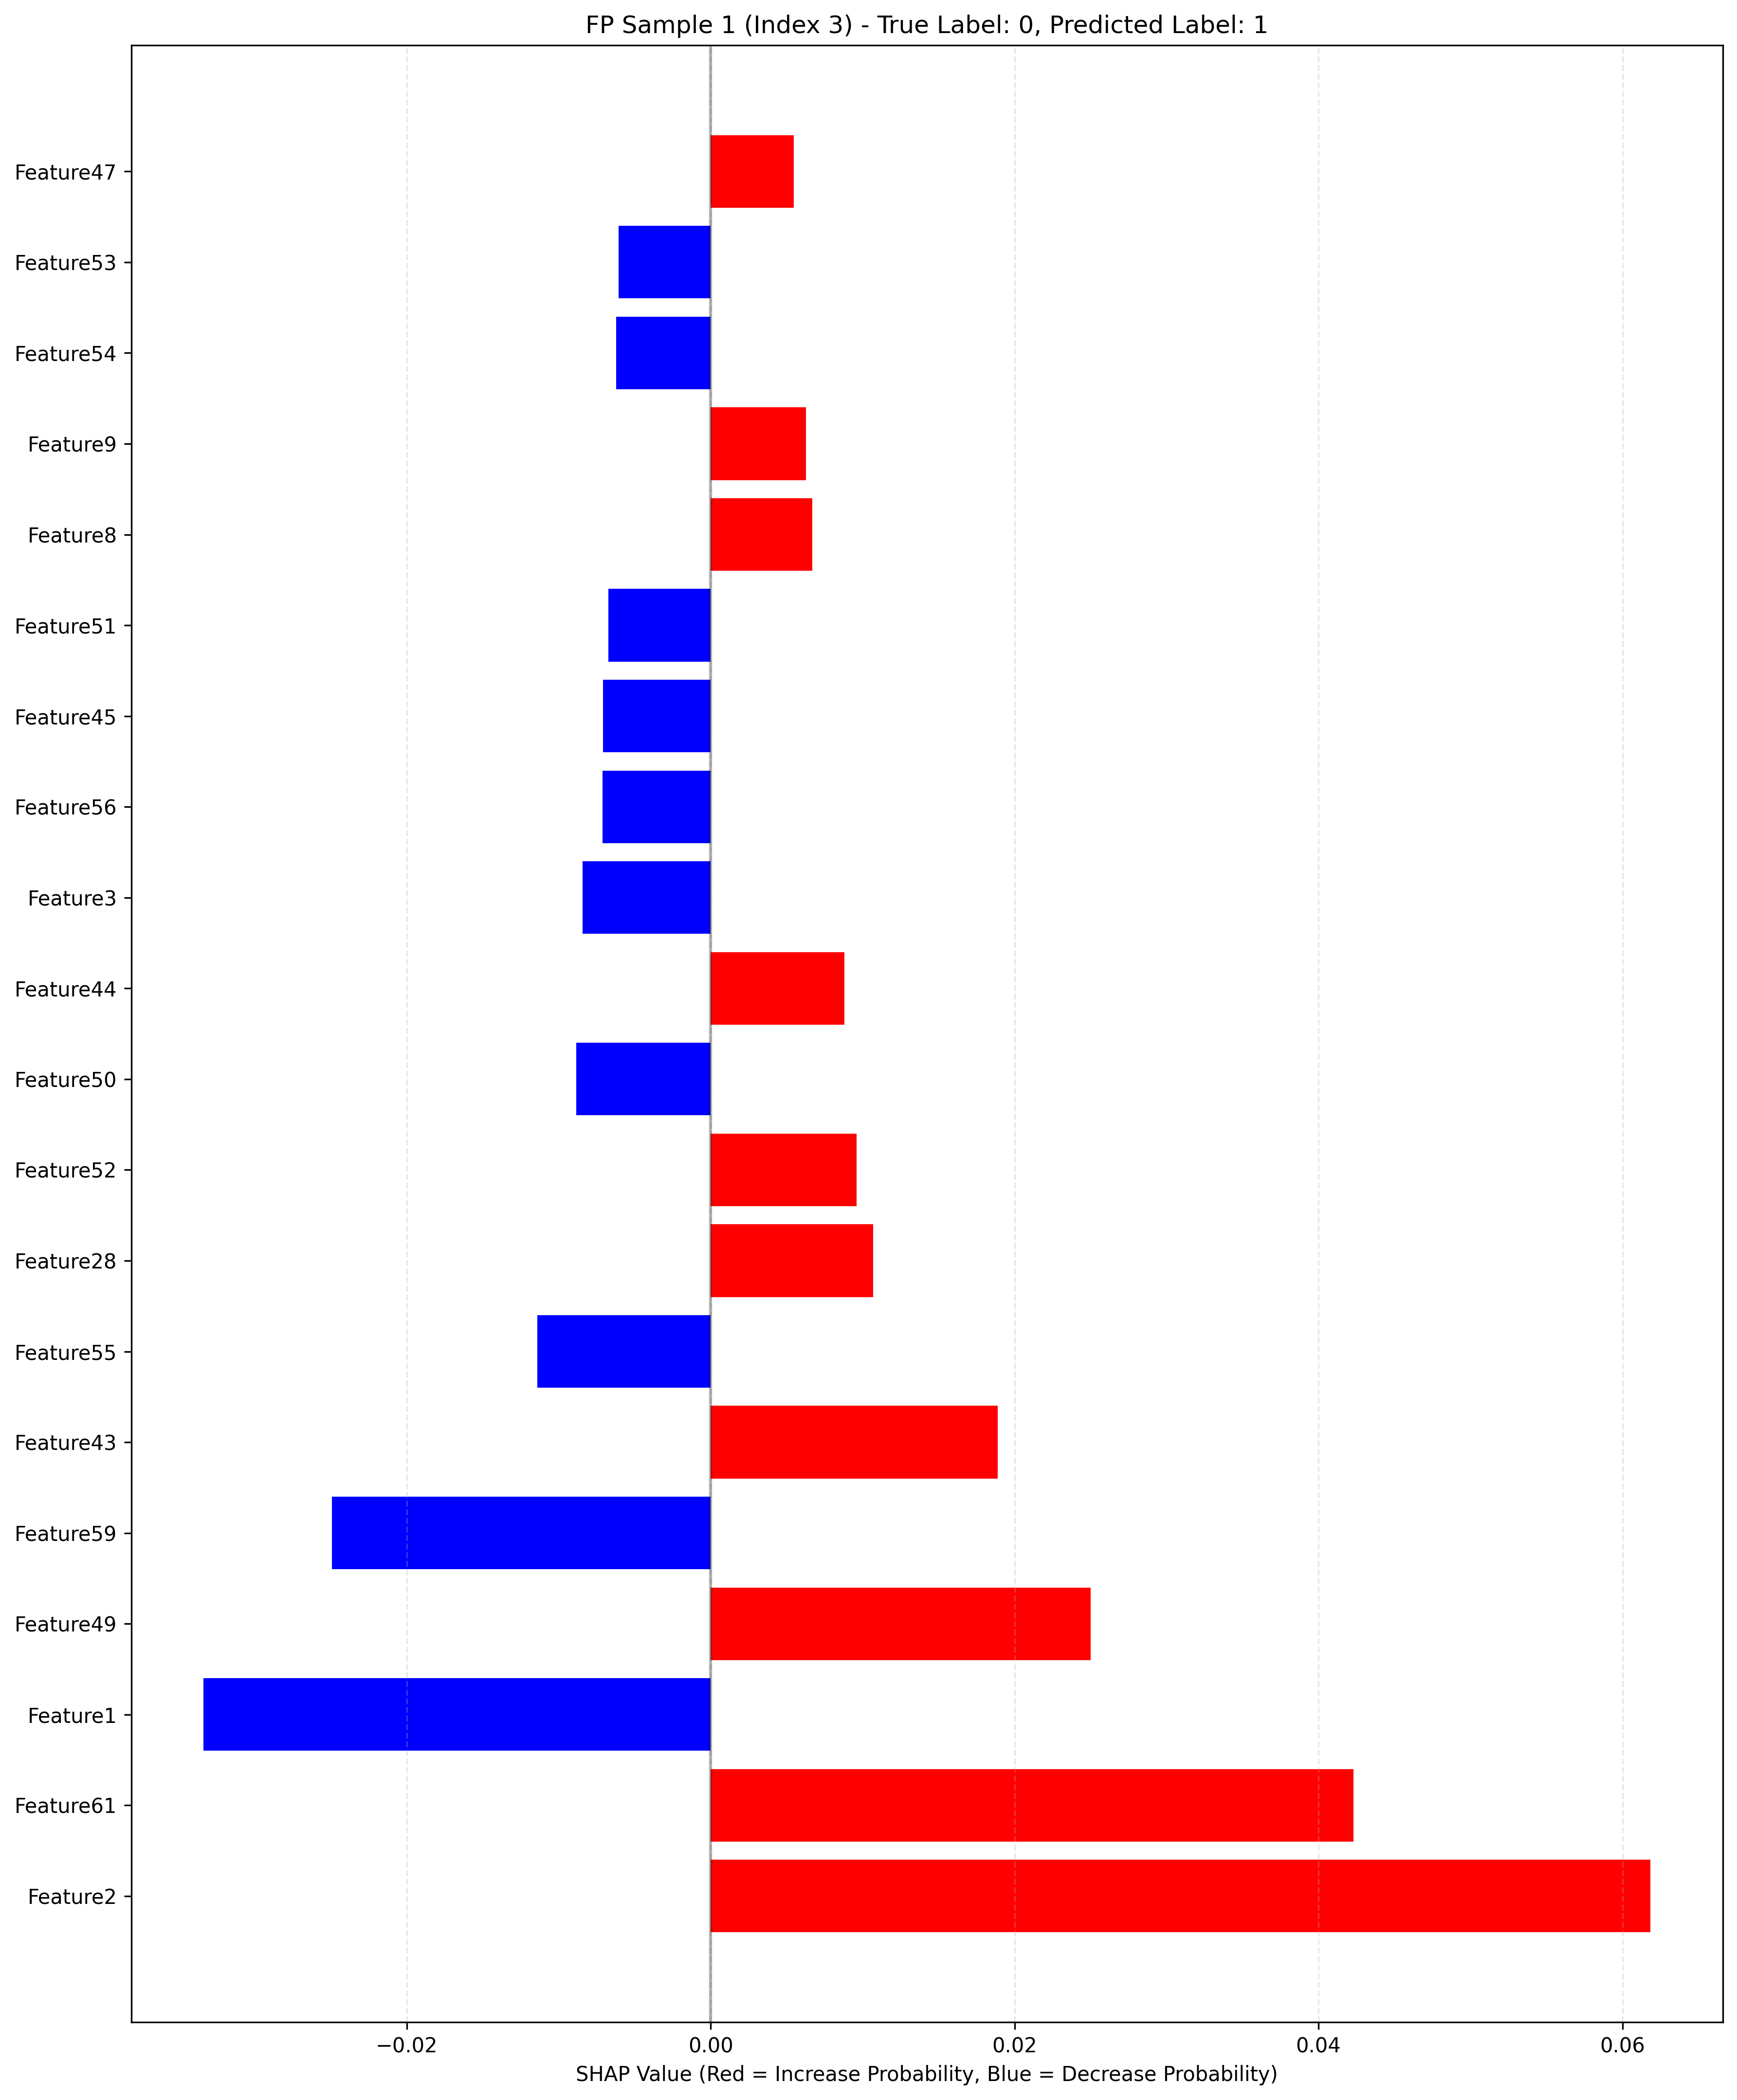 FP Sample 1 (Index 3) - True Label: 0, Predicted Label: 1
Feature47
Feature53
Feature54
Feature9
Feature8
Feature51
Feature45
Feature56
Feature3
Feature44
Feature50
Feature52
Feature28
Feature55
Feature43
Feature59
Feature49
Feature1
Feature61
Feature2
−0.02 0.00 0.02 0.04 0.06
SHAP Value (Red = Increase Probability, Blue = Decrease Probability)